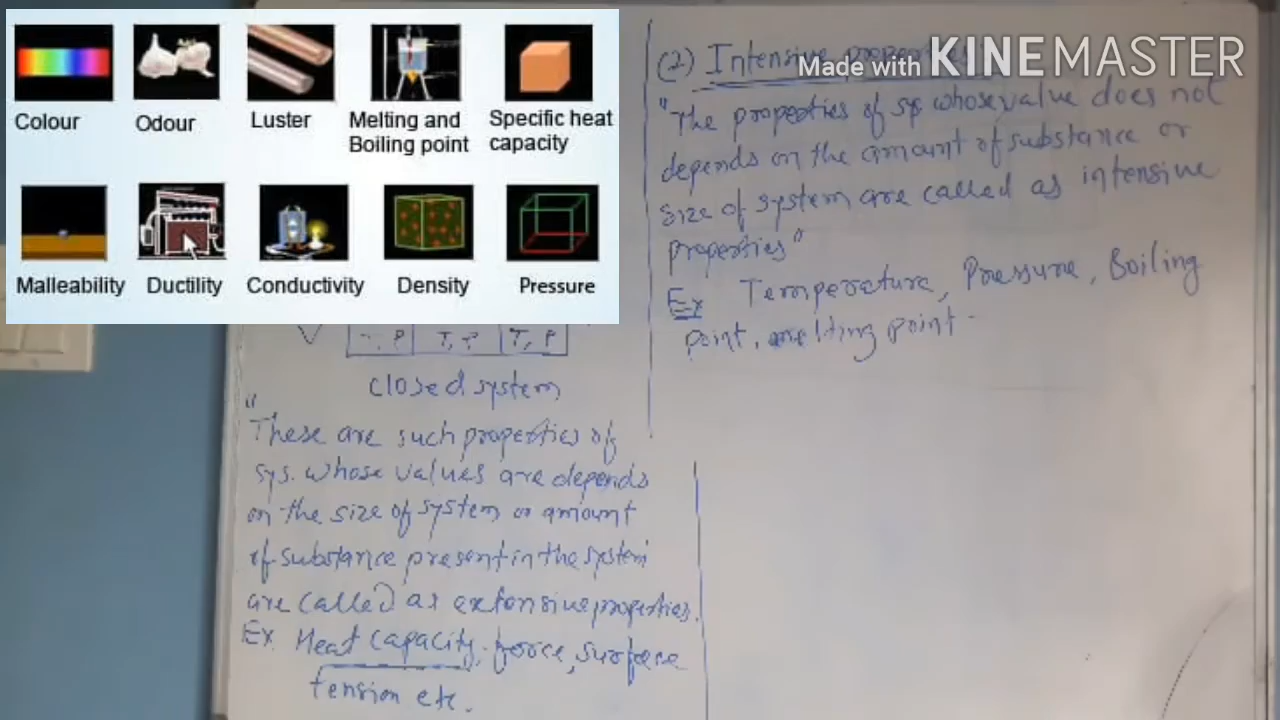 Colour
Odour
Luster
Melting and
Boiling point
Specific heat
capacity
Malleability
Ductility
Conductivity
Density
Pressure
Made with KINEMASTER
T, P
T, P
closed system
"These are such properties of
sys. whose values are depends
on the size of system or amount
of substance present in the system
are called as extensive properties.
Ex. Heat capacity, force, surface
tension etc.
(2) Intensive properties
"The properties of sys whose value does not
depends on the amount of substance or
size of system are called as intensive
properties"
Ex Temperature, Pressure, Boiling
point, melting point.